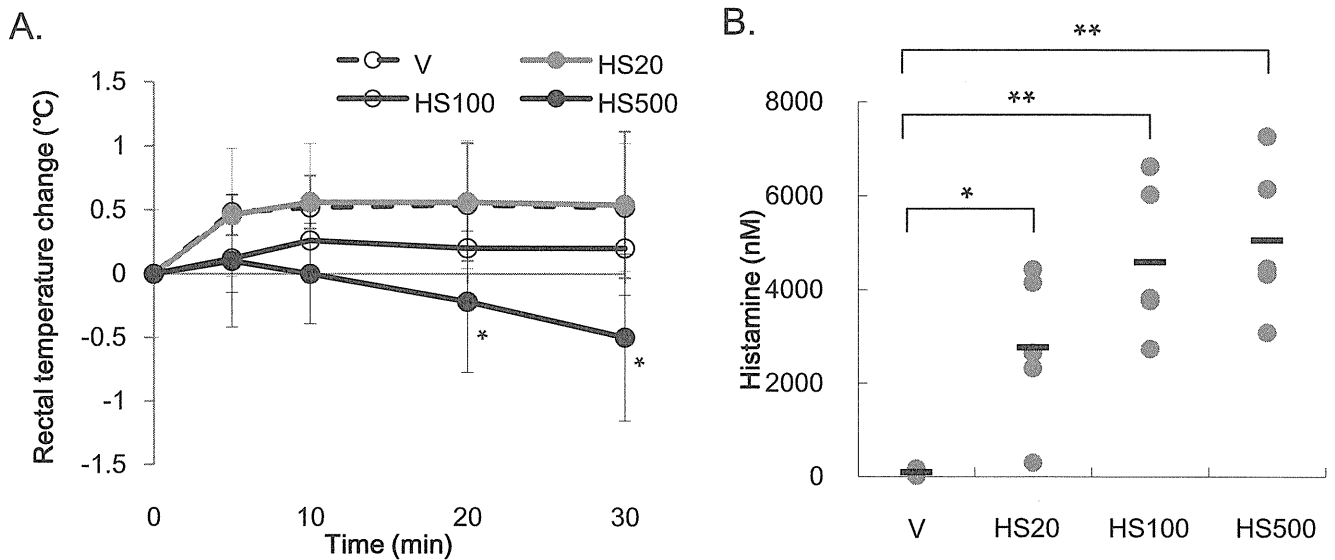 A.
V
HS20
HS100
HS500
Rectal temperature change (°C)
1.5
1
0.5
0
-0.5
-1
-1.5
*
*
0
10
20
30
Time (min)
B.
**
**
*
Histamine (nM)
8000
6000
4000
2000
0
V
HS20
HS100
HS500